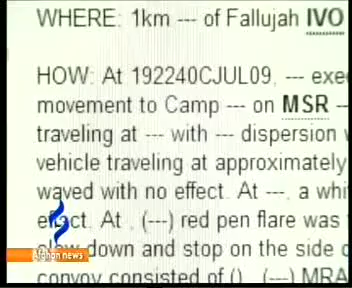 WHERE: 1km --- of Fallujah IVO
HOW: At 192240CJUL09, --- exe
movement to Camp --- on MSR --
traveling at --- with --- dispersion
vehicle traveling at approximately
waved with no effect. At ---, a whi
effect. At , (---) red pen flare was
down and stop on the side o
convoy consisted of (), (---) MRA
Afghan news